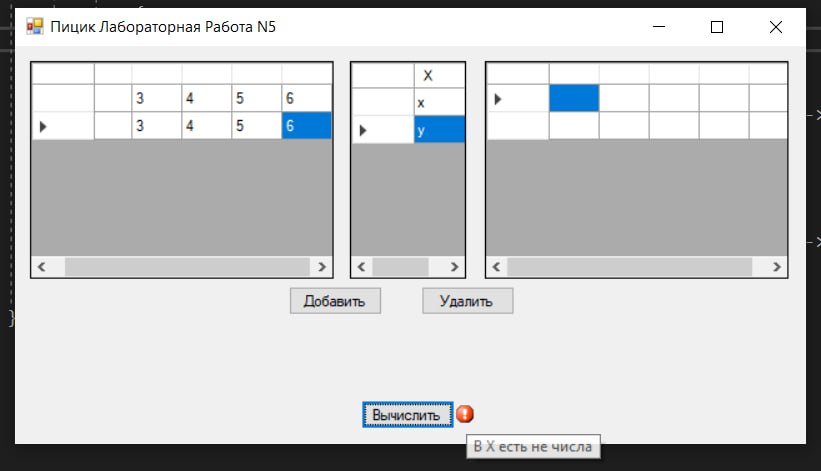 Пицик Лабораторная Работа N5
X
3 4 5 6
x
3 4 5 6
y
Добавить Удалить
Вычислить
В X есть не числа
}